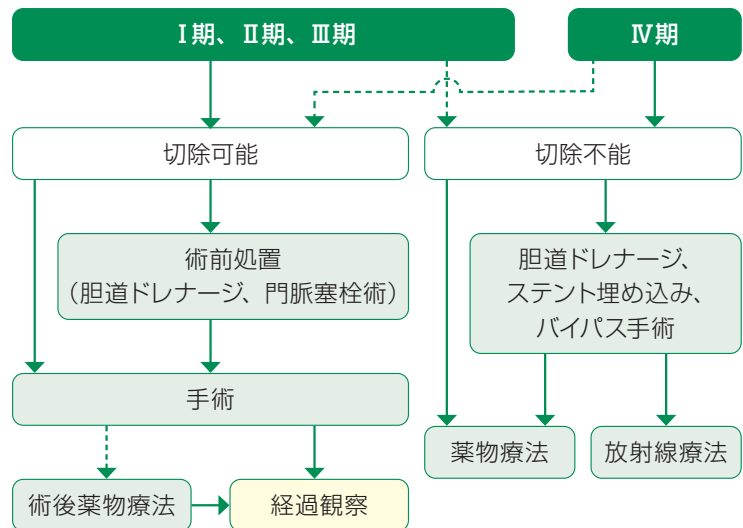 Ⅰ期、Ⅱ期、Ⅲ期
Ⅳ期
切除可能
切除不能
術前処置
（胆道ドレナージ、門脈塞栓術）
胆道ドレナージ、
ステント埋め込み、
バイパス手術
手術
薬物療法
放射線療法
術後薬物療法
経過観察